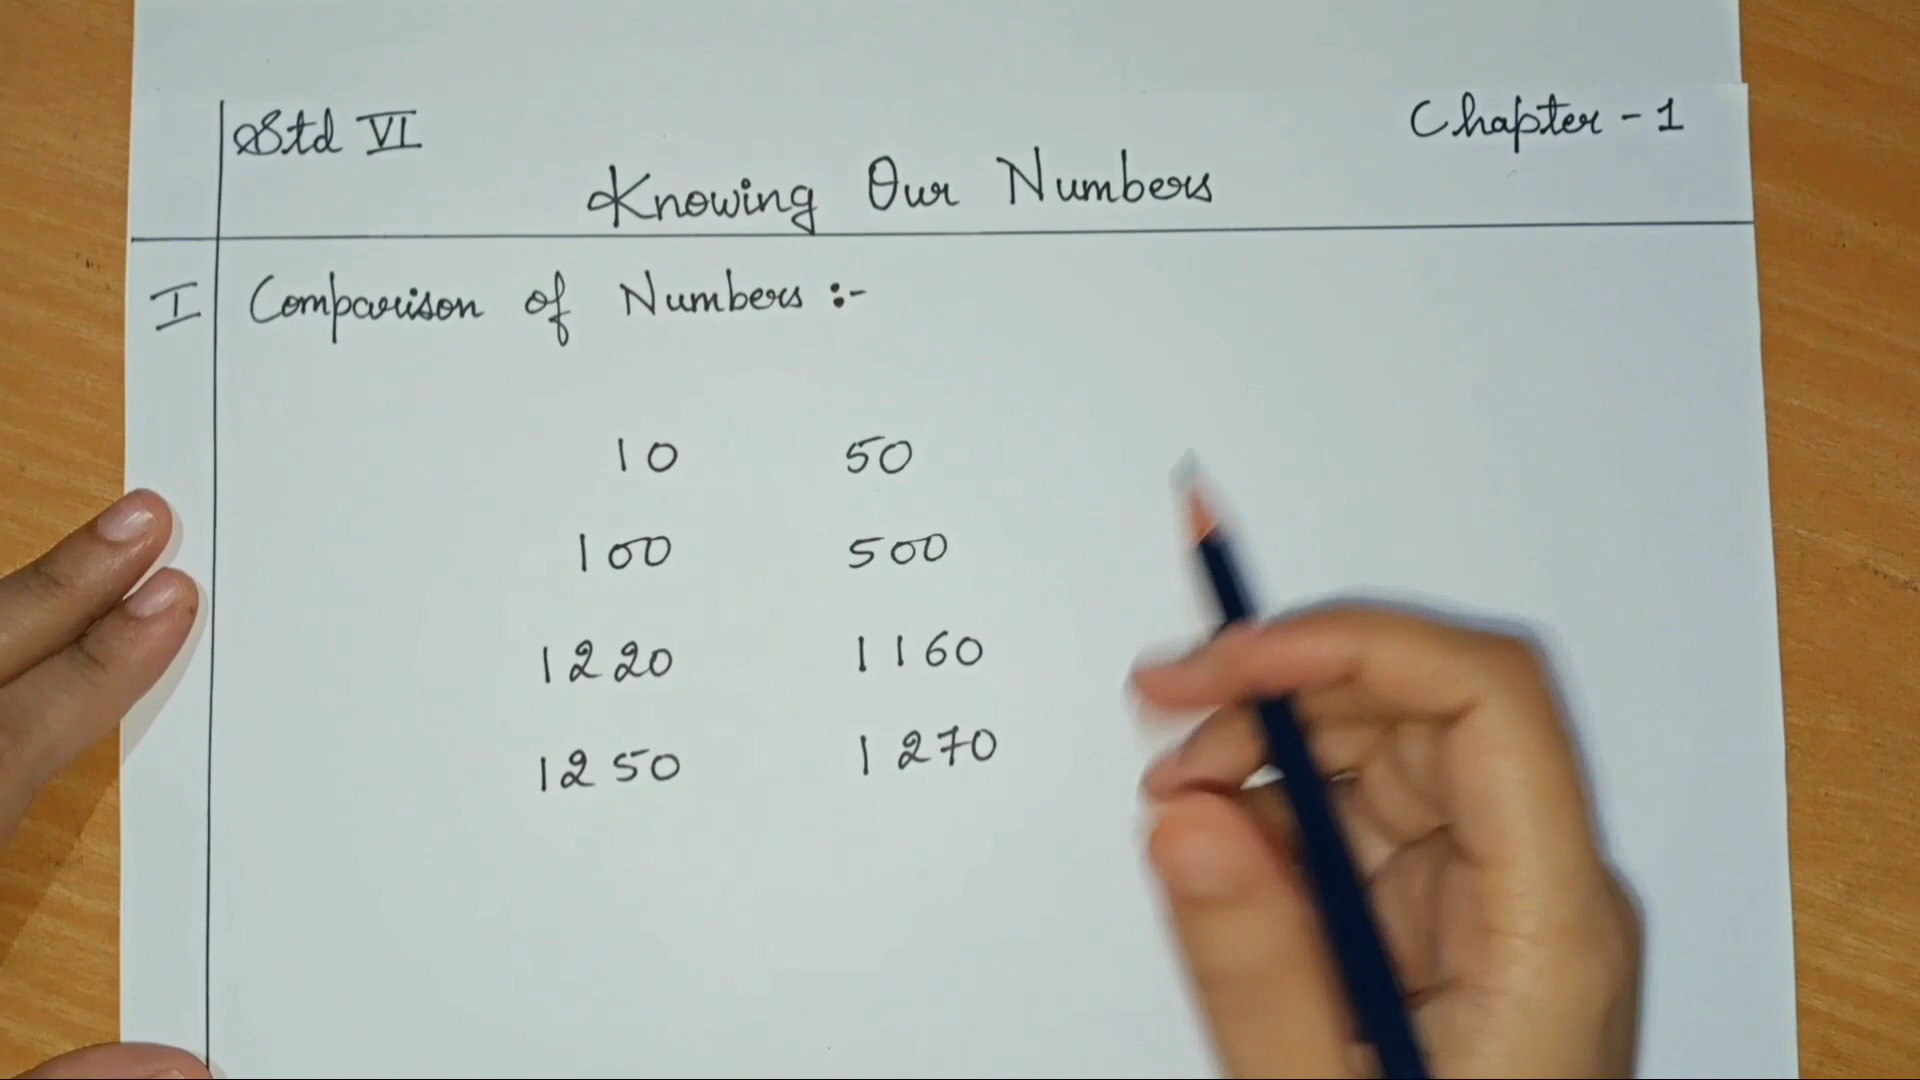 Std VI
Chapter - 1
Knowing Our Numbers
I Comparison of Numbers :-
10 50
100 500
1220 1160
1250 1270